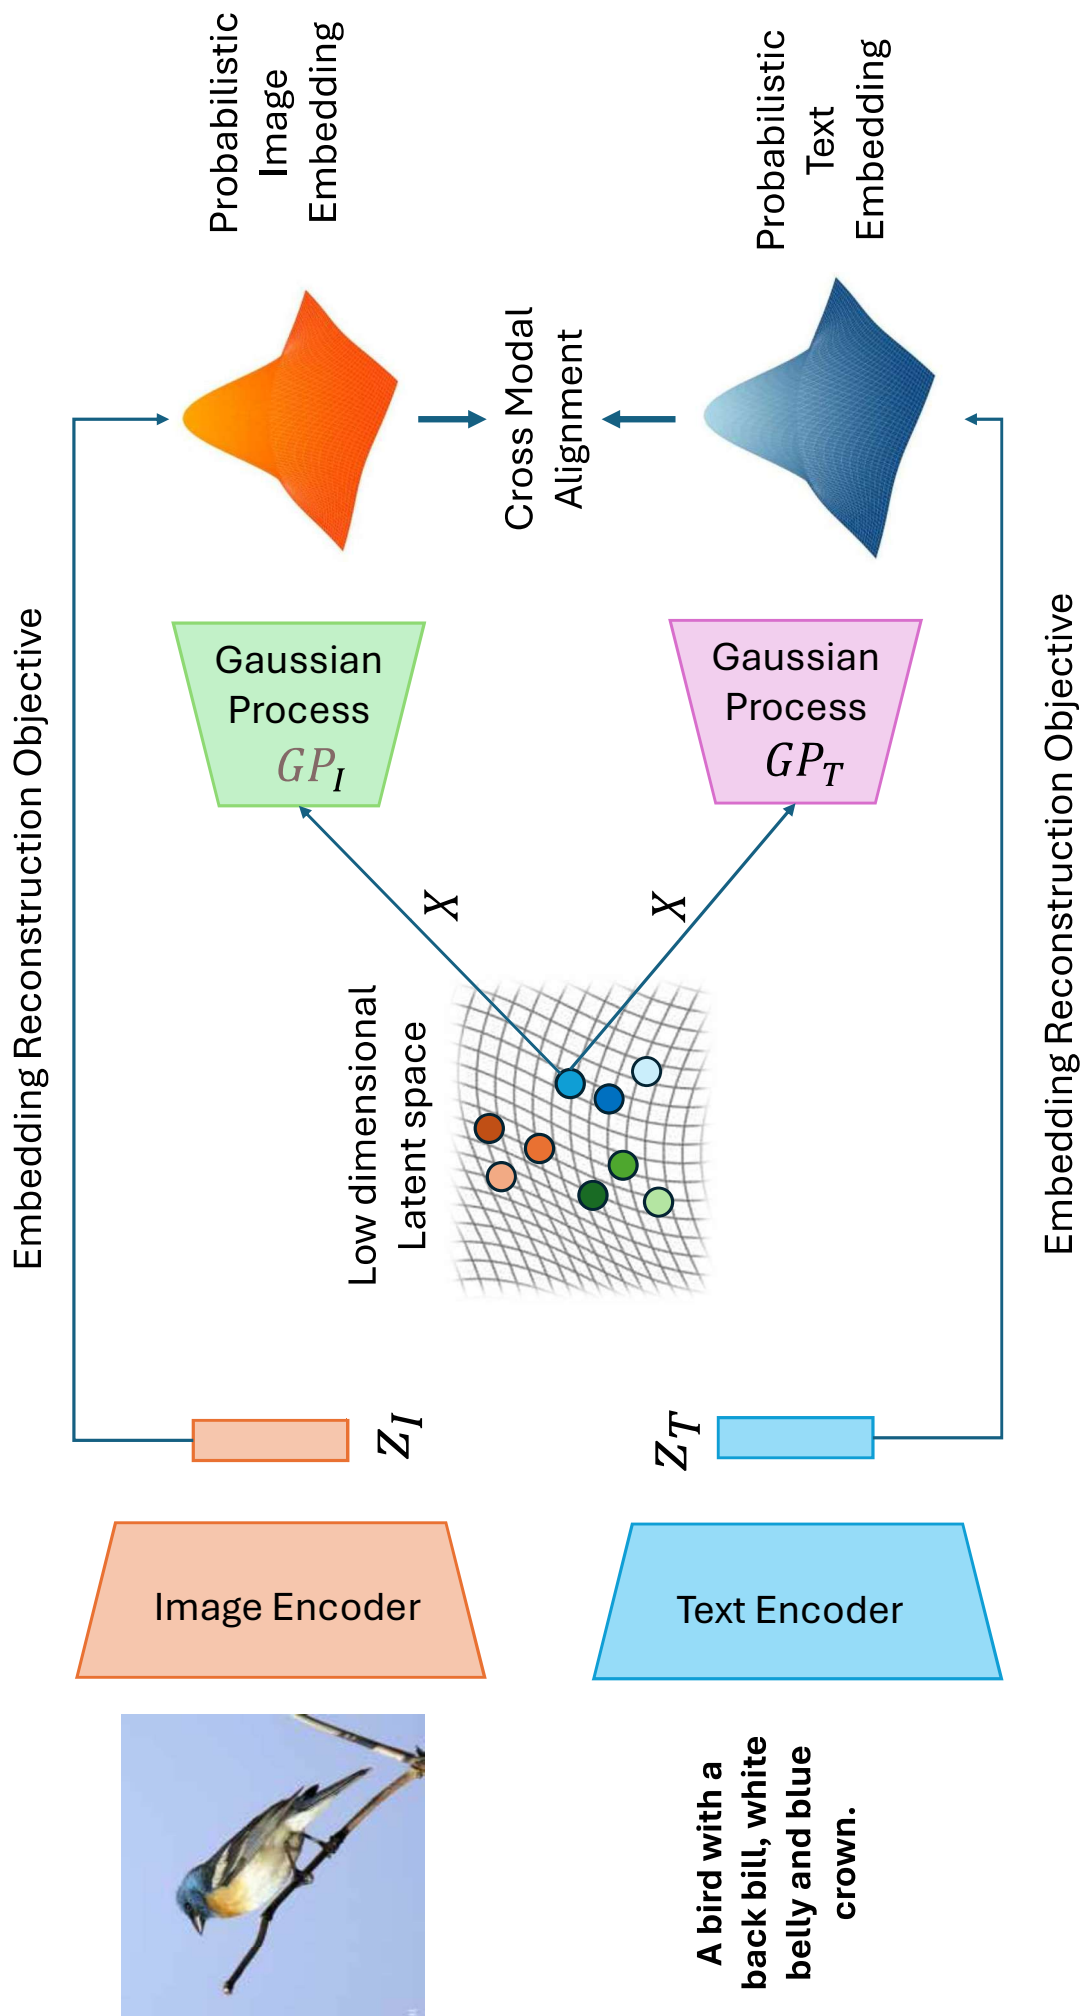 Embedding Reconstruction Objective
Image Encoder
Z_I
Low dimensional
Latent space
X
Gaussian
Process
GP_I
Probabilistic
Image
Embedding
Cross Modal
Alignment
A bird with a
back bill, white
belly and blue
crown.
Text Encoder
Z_T
X
Gaussian
Process
GP_T
Probabilistic
Text
Embedding
Embedding Reconstruction Objective